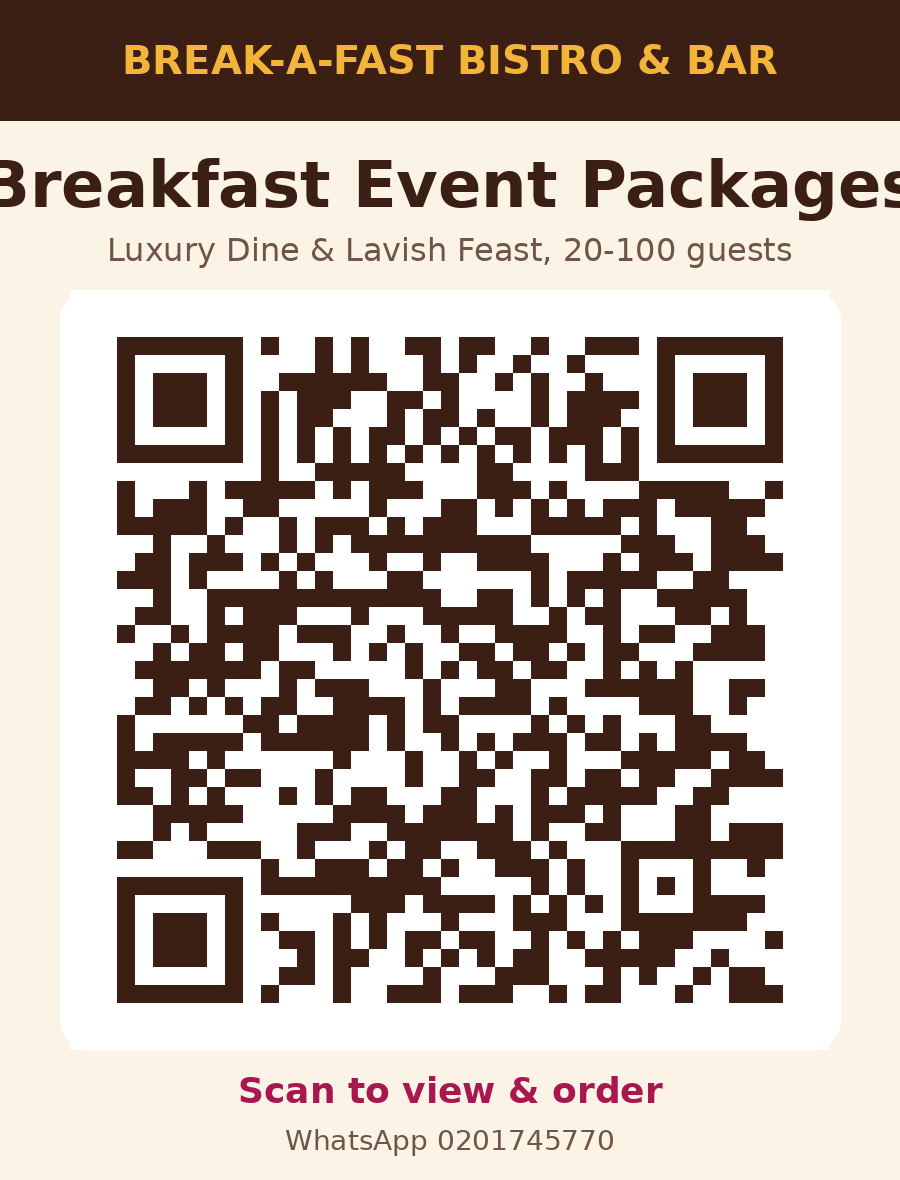 BREAK-A-FAST BISTRO & BAR
Breakfast Event Packages
Luxury Dine & Lavish Feast, 20-100 guests
Scan to view & order
WhatsApp 0201745770